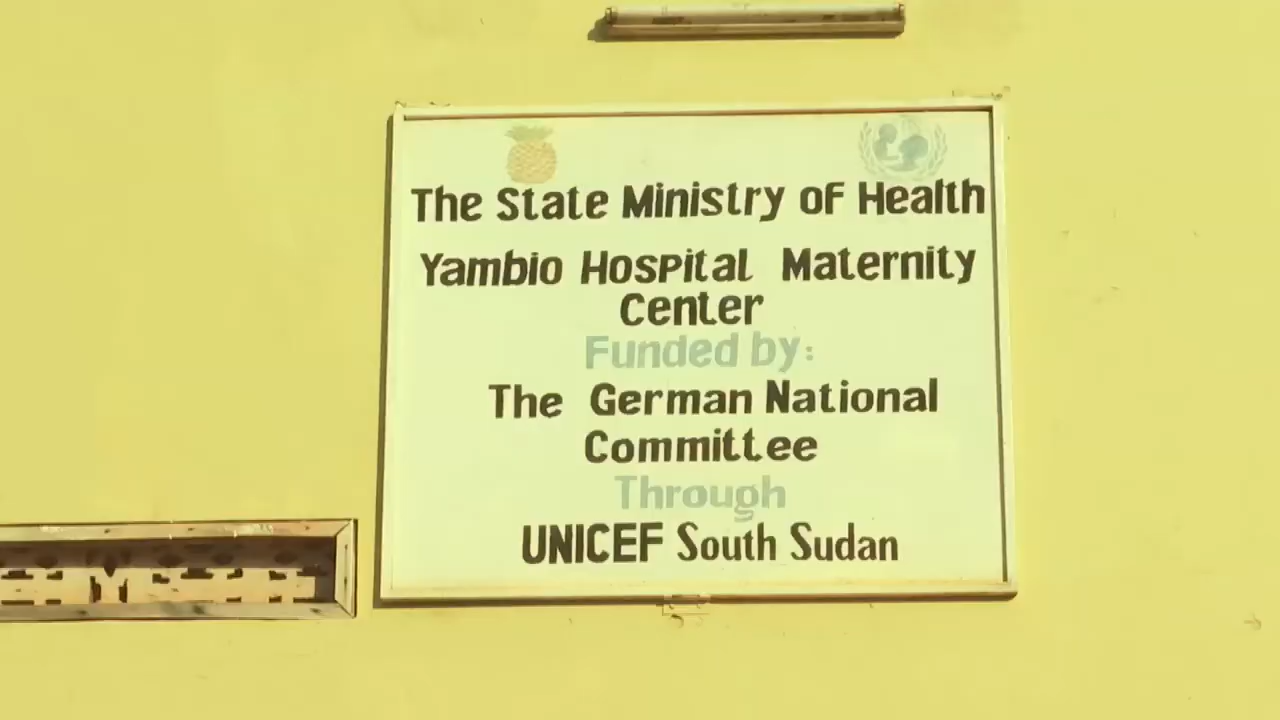 The State Ministry of Health
Yambio Hospital Maternity
Center
Funded by:
The German National
Committee
Through
UNICEF South Sudan